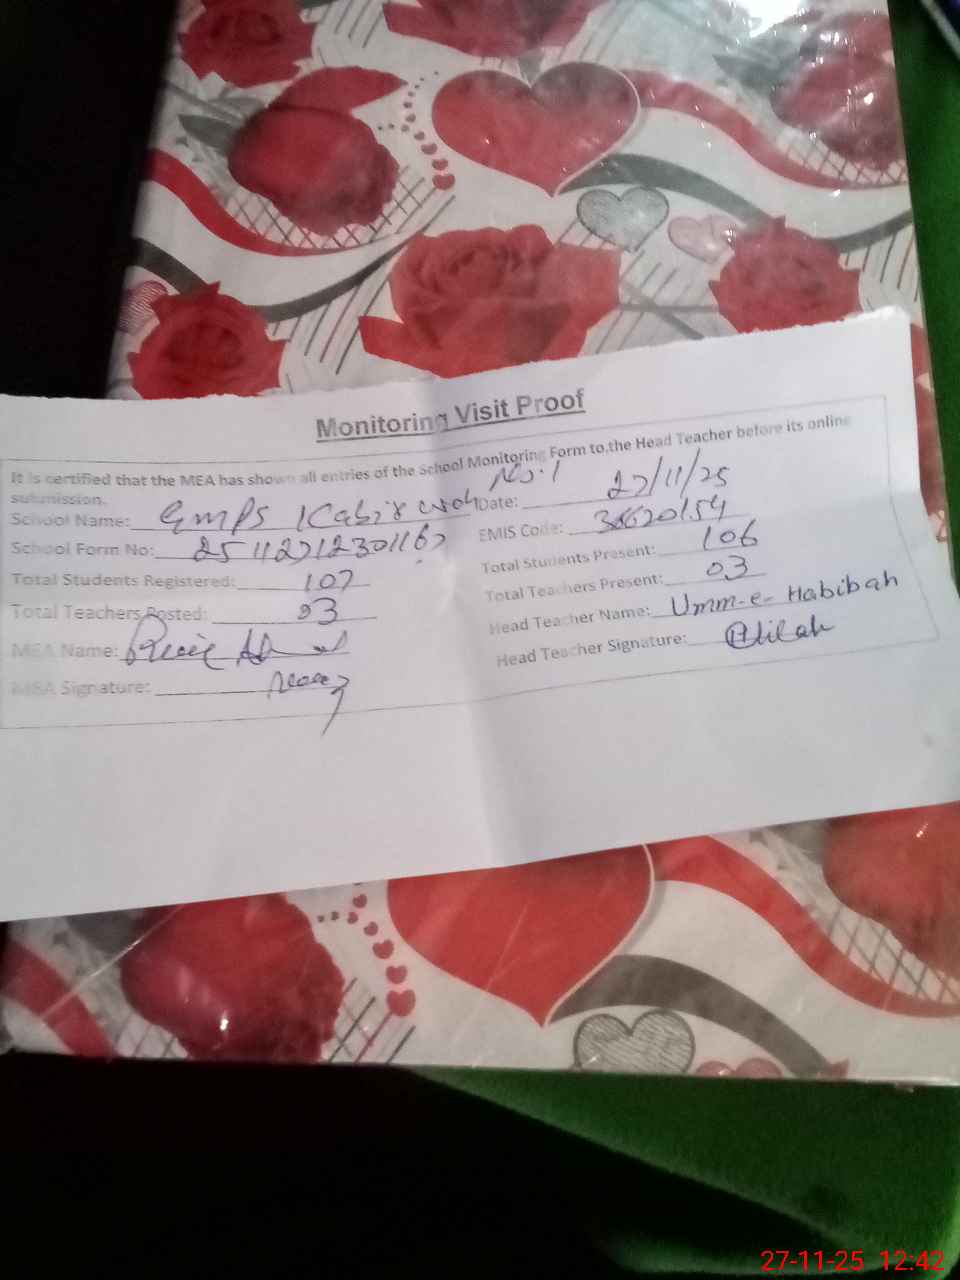 Monitoring Visit Proof
It is certified that the MEA has shown all entries of the School Monitoring Form to the Head Teacher before its online
submission.
School Name: GMPS Kabir No.1
Date: 27/11/25
School Form No:
EMIS Code:
Total Students Registered: 107
Total Students Present: 106
Total Teachers Posted: 03
Total Teachers Present: 03
MEA Name:
Head Teacher Name: Umm-e-Habibah
MEA Signature:
Head Teacher Signature:
27-11-25 12:42